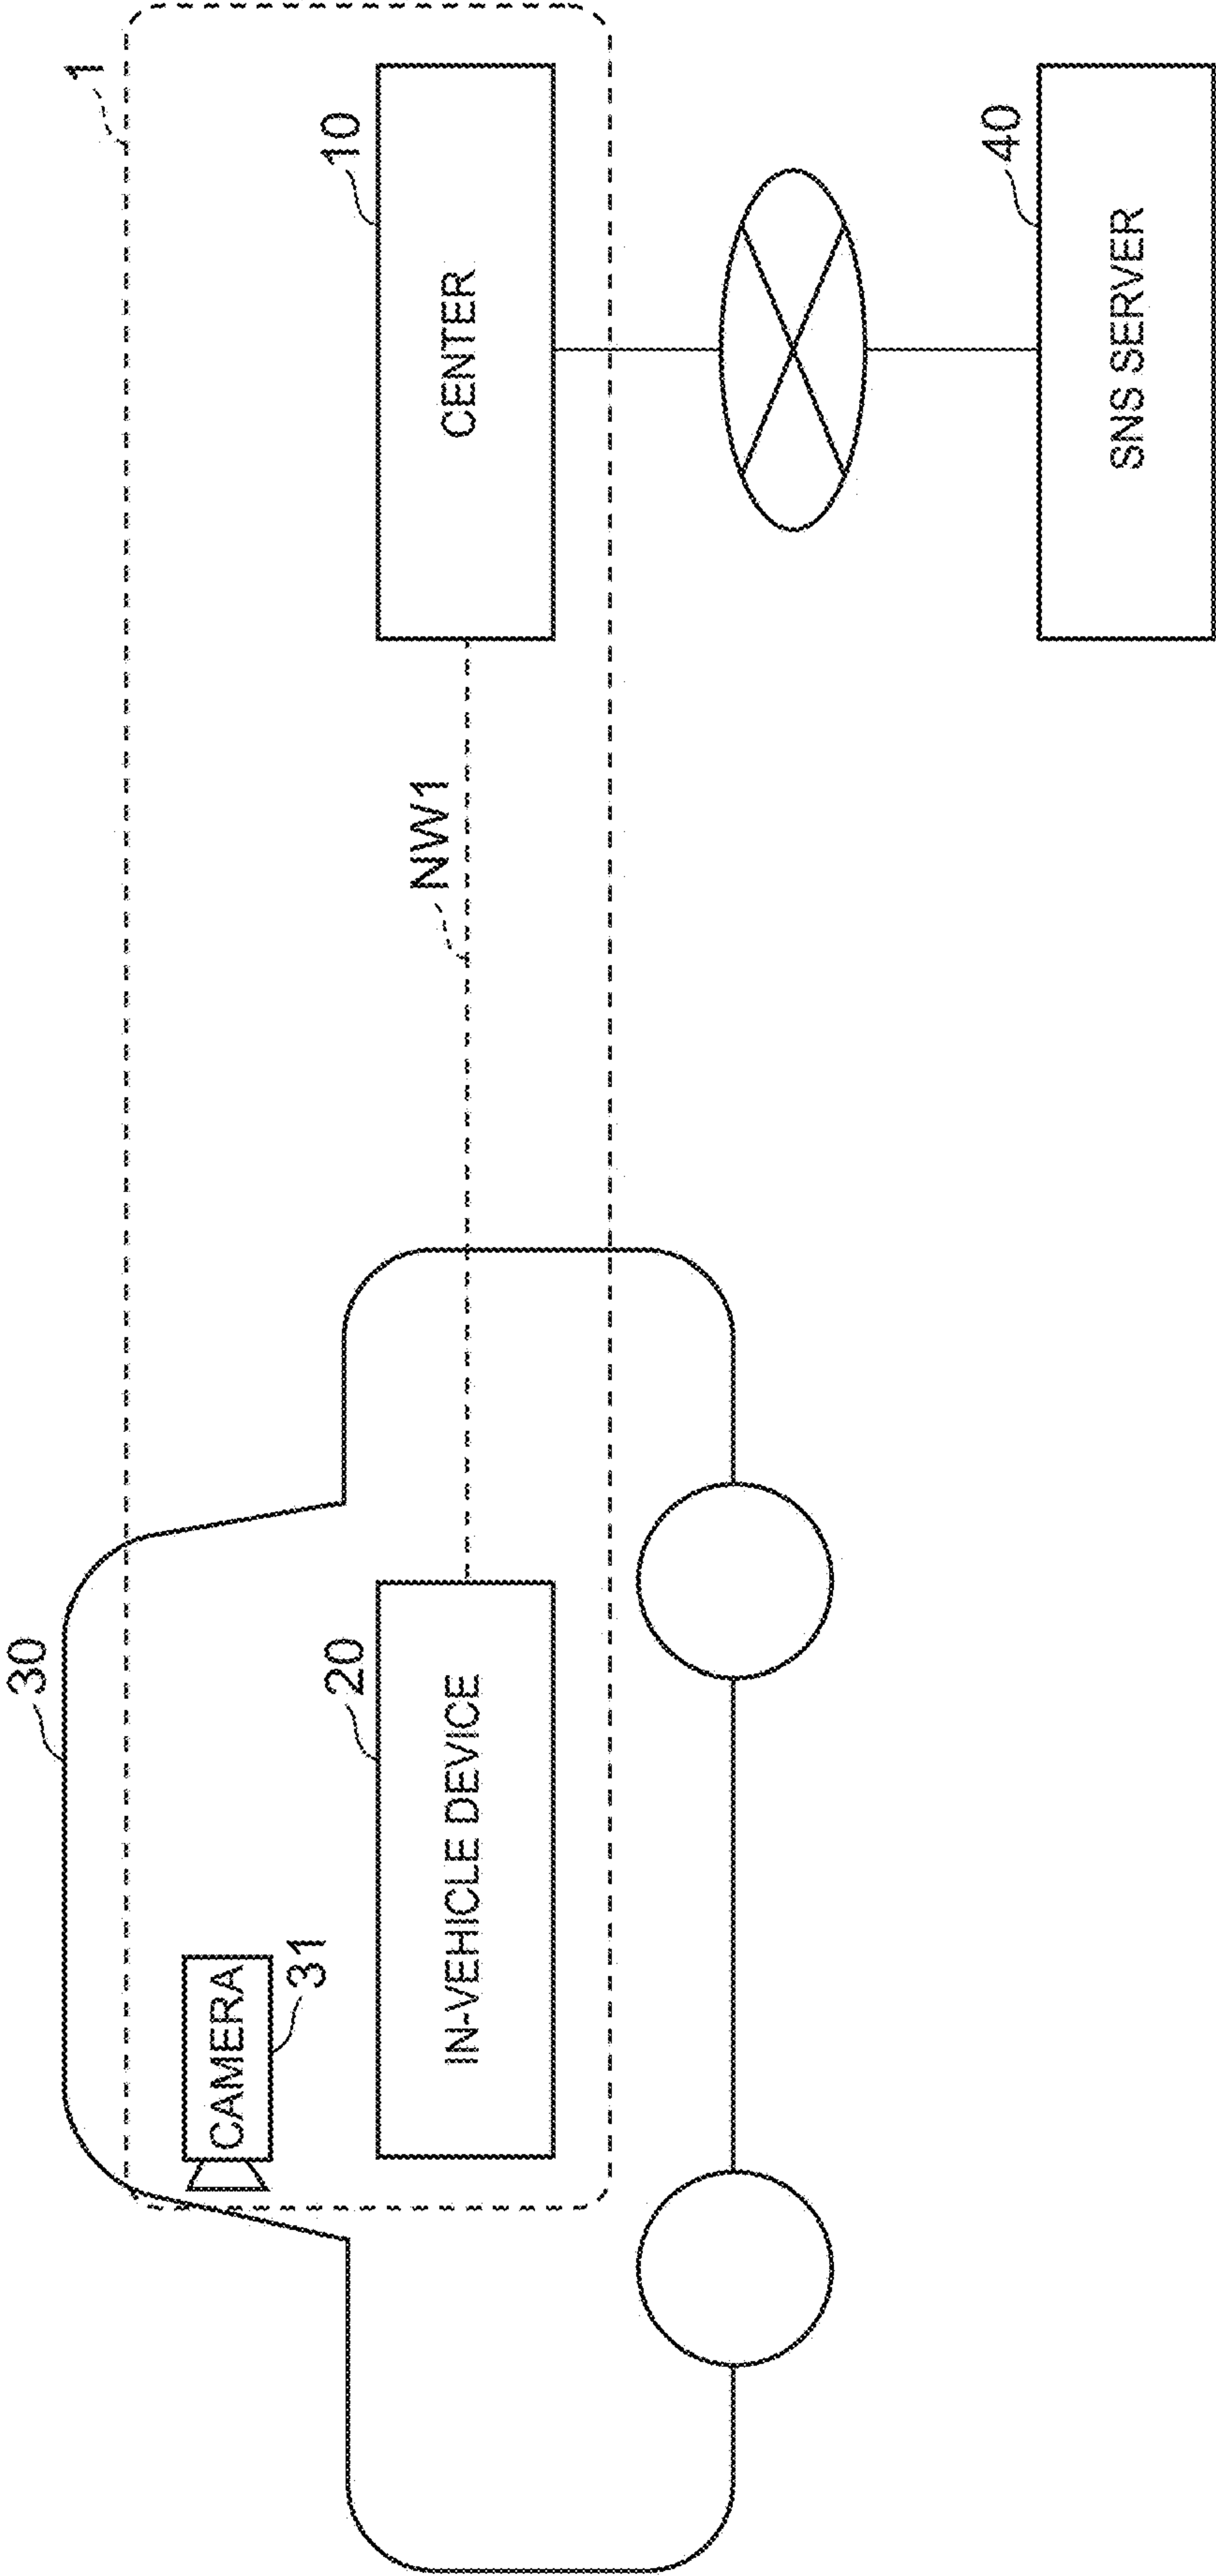 1
30
CAMERA
31
20
IN-VEHICLE DEVICE
NW1
10
CENTER
40
SNS SERVER